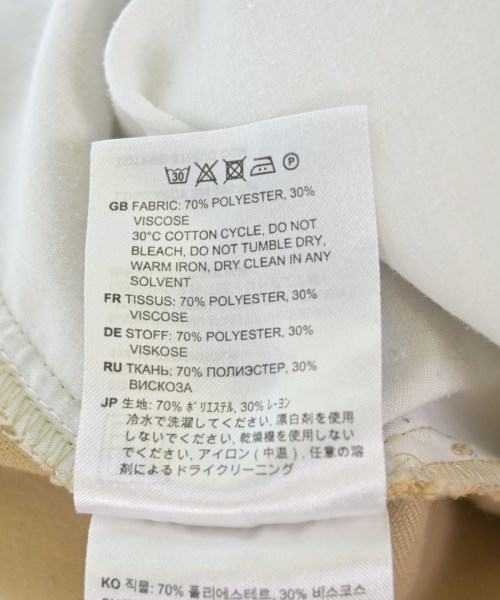 30
P
GB FABRIC: 70% POLYESTER, 30%
VISCOSE
30°C COTTON CYCLE, DO NOT
BLEACH, DO NOT TUMBLE DRY,
WARM IRON, DRY CLEAN IN ANY
SOLVENT
FR TISSUS: 70% POLYESTER, 30%
VISCOSE
DE STOFF: 70% POLYESTER, 30%
VISKOSE
RU ТКАНЬ: 70% ПОЛИЭСТЕР, 30%
ВИСКОЗА
JP 生地: 70% ポリエステル, 30% レーヨン
冷水で洗濯してください, 漂白剤を使用
しないでください, 乾燥機を使用しない
でください, アイロン (中温) , 任意の溶
剤によるドライクリーニング
KO 직물: 70% 폴리에스테르, 30% 비스코스